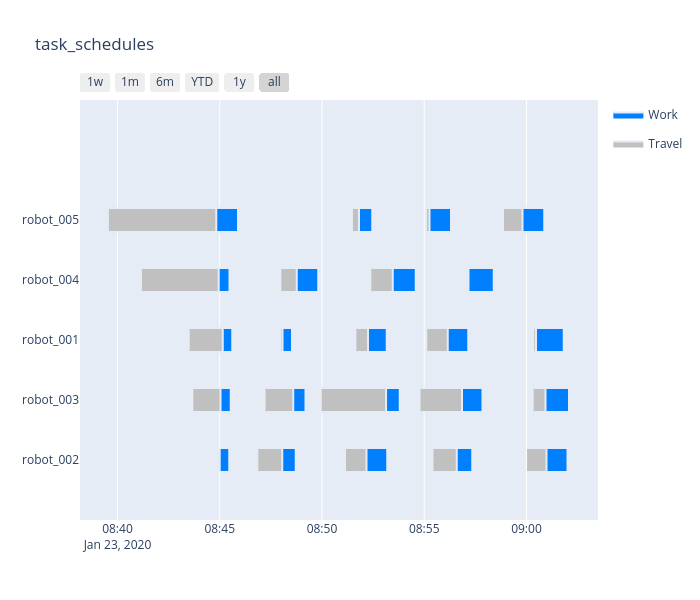 task_schedules
1w 1m 6m YTD 1y all
Work
Travel
robot_005
robot_004
robot_001
robot_003
robot_002
08:40 08:45 08:50 08:55 09:00
Jan 23, 2020